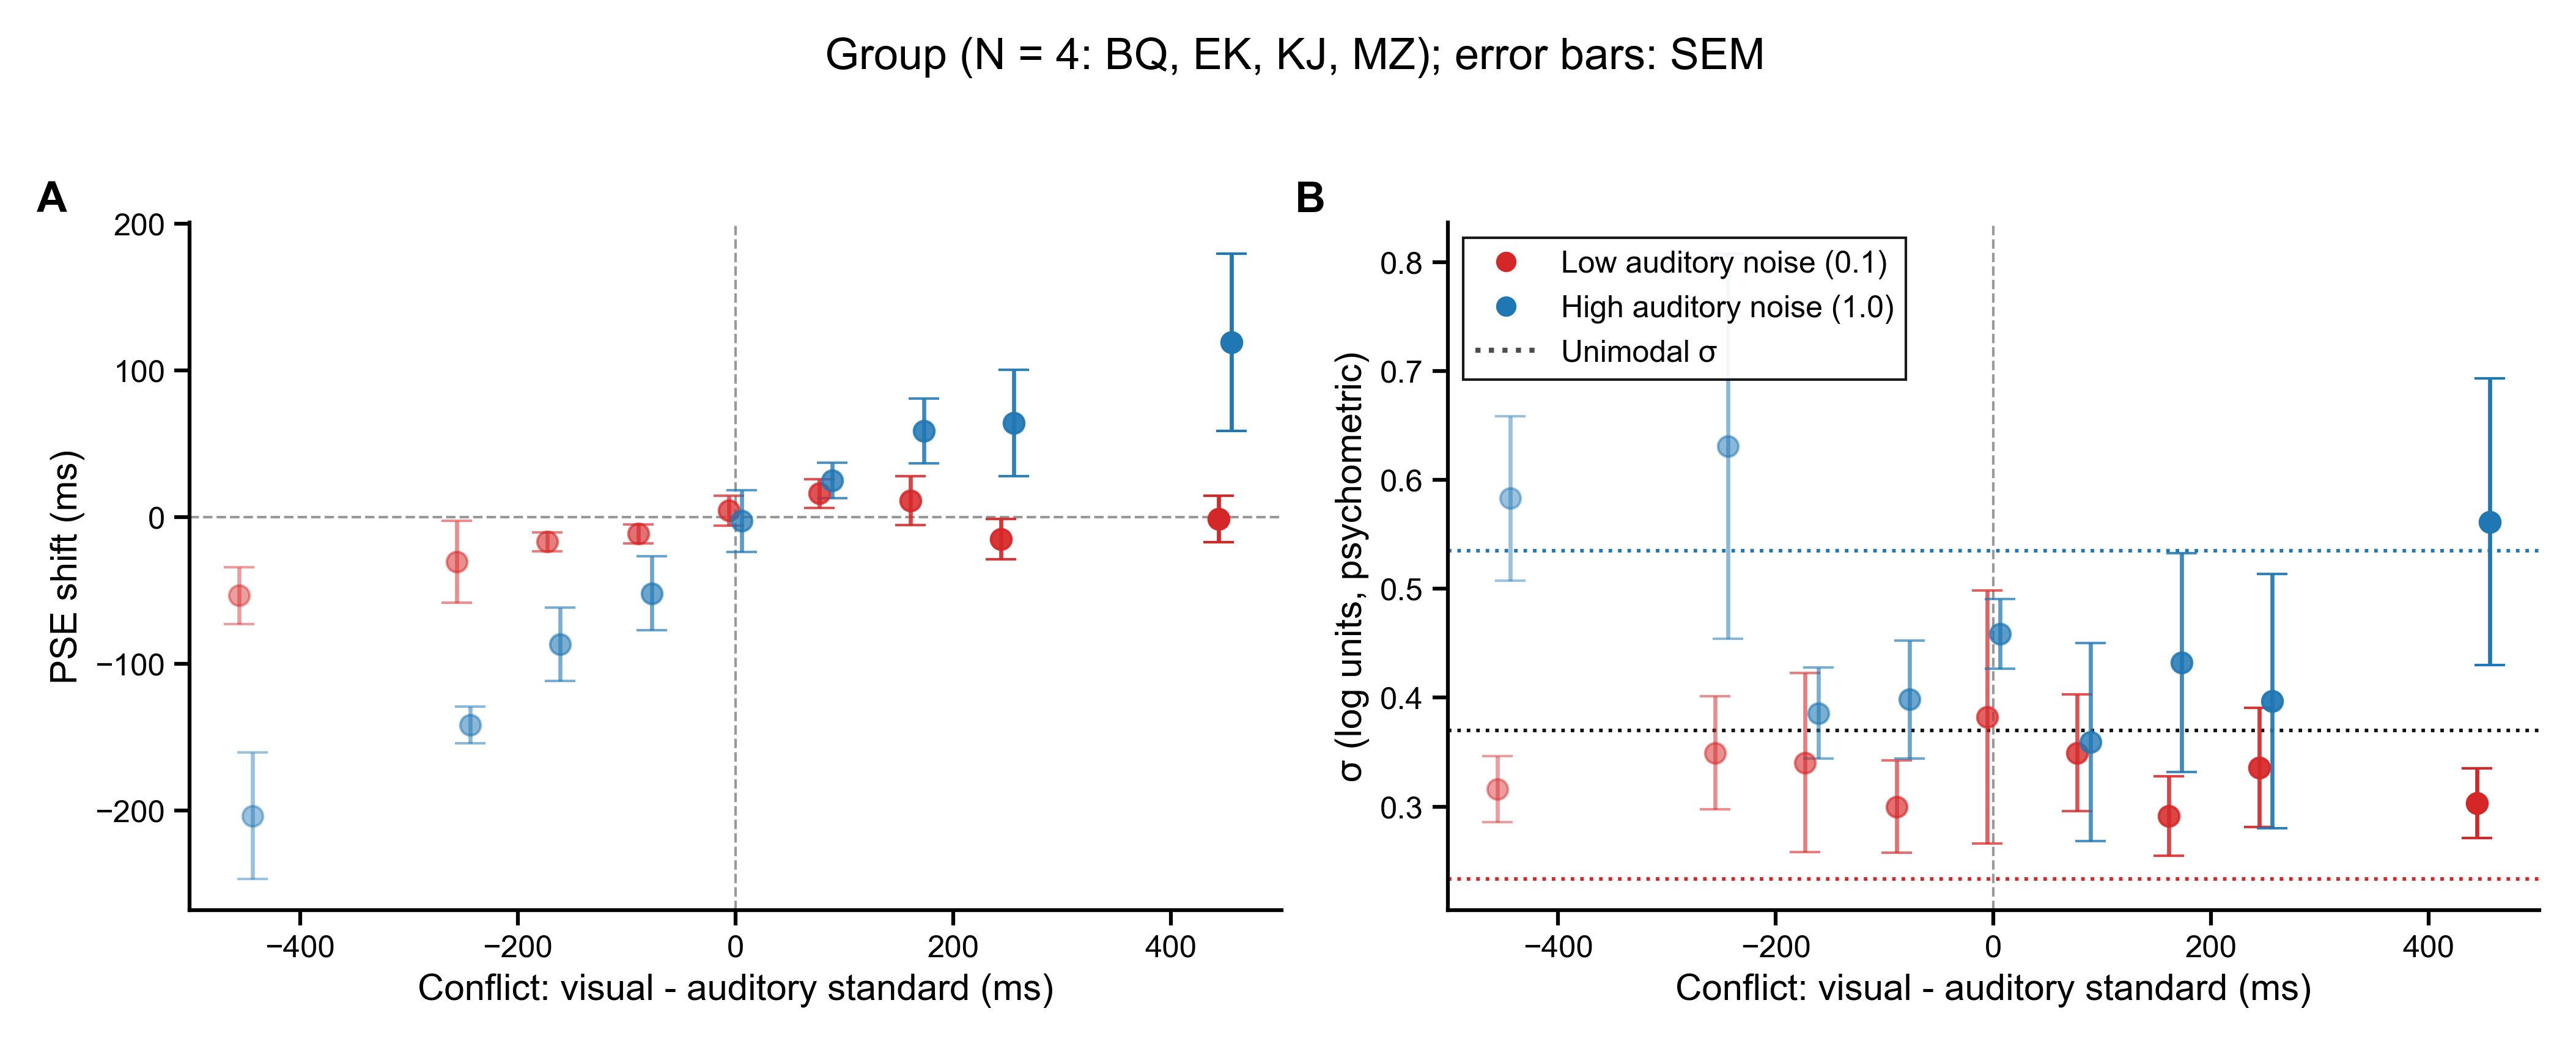 Group (N = 4: BQ, EK, KJ, MZ); error bars: SEM
A
200
100
0
−100
−200
PSE shift (ms)
−400
−200
0
200
400
Conflict: visual - auditory standard (ms)
B
0.8
0.7
0.6
0.5
0.4
0.3
σ (log units, psychometric)
Low auditory noise (0.1)
High auditory noise (1.0)
Unimodal σ
−400
−200
0
200
400
Conflict: visual - auditory standard (ms)